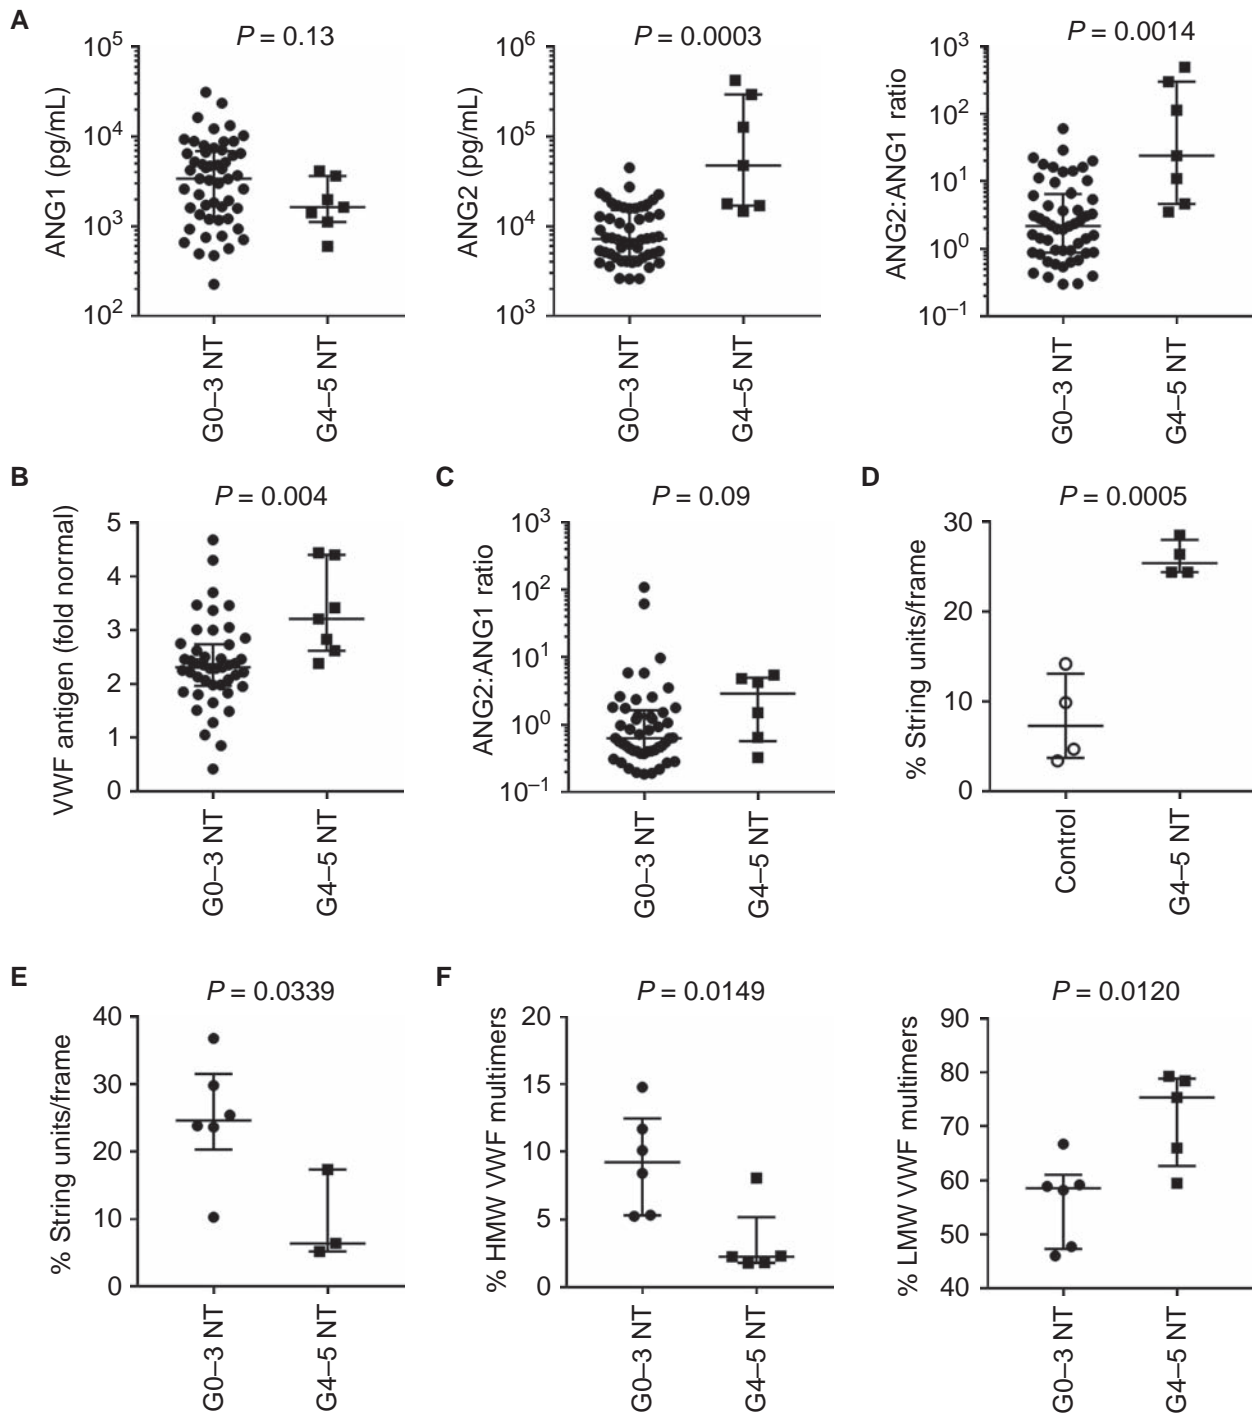 A
P = 0.13
ANG1 (pg/mL)
10^5
10^4
10^3
10^2
G0–3 NT
G4–5 NT
P = 0.0003
ANG2 (pg/mL)
10^6
10^5
10^4
10^3
G0–3 NT
G4–5 NT
P = 0.0014
ANG2:ANG1 ratio
10^3
10^2
10^1
10^0
10^−1
G0–3 NT
G4–5 NT
B
P = 0.004
VWF antigen (fold normal)
5
4
3
2
1
0
G0–3 NT
G4–5 NT
C
P = 0.09
ANG2:ANG1 ratio
10^3
10^2
10^1
10^0
10^−1
G0–3 NT
G4–5 NT
D
P = 0.0005
% String units/frame
30
20
10
0
Control
G4–5 NT
E
P = 0.0339
% String units/frame
40
30
20
10
0
G0–3 NT
G4–5 NT
F
P = 0.0149
% HMW VWF multimers
20
15
10
5
0
G0–3 NT
G4–5 NT
P = 0.0120
% LMW VWF multimers
90
80
70
60
50
40
G0–3 NT
G4–5 NT